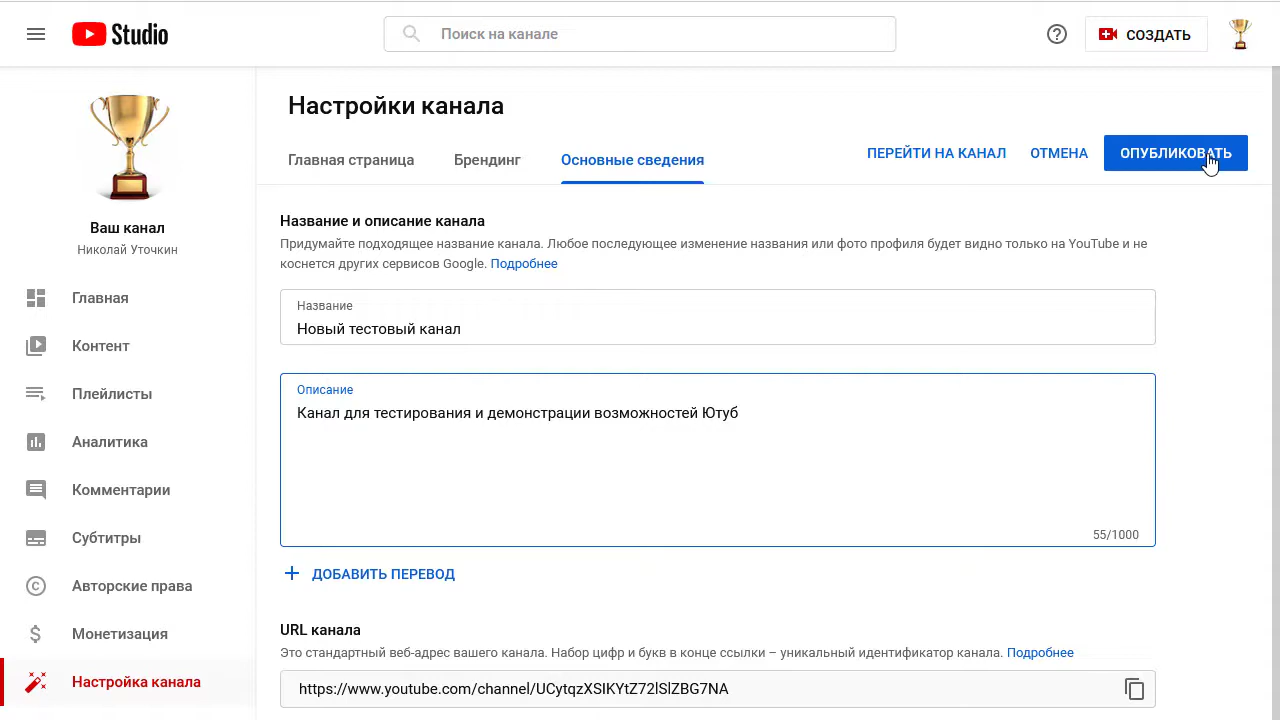 Studio
Поиск на канале
СОЗДАТЬ
Настройки канала
Главная страница
Брендинг
Основные сведения
ПЕРЕЙТИ НА КАНАЛ
ОТМЕНА
ОПУБЛИКОВАТЬ
Ваш канал
Николай Уточкин
Главная
Контент
Плейлисты
Аналитика
Комментарии
Субтитры
Авторские права
Монетизация
Настройка канала
Название и описание канала
Придумайте подходящее название канала. Любое последующее изменение названия или фото профиля будет видно только на YouTube и не
коснется других сервисов Google. Подробнее
Название
Новый тестовый канал
Описание
Канал для тестирования и демонстрации возможностей Ютуб
55/1000
ДОБАВИТЬ ПЕРЕВОД
URL канала
Это стандартный веб-адрес вашего канала. Набор цифр и букв в конце ссылки – уникальный идентификатор канала. Подробнее
https://www.youtube.com/channel/UCytqzXSIKYtZ72lSlZBG7NA